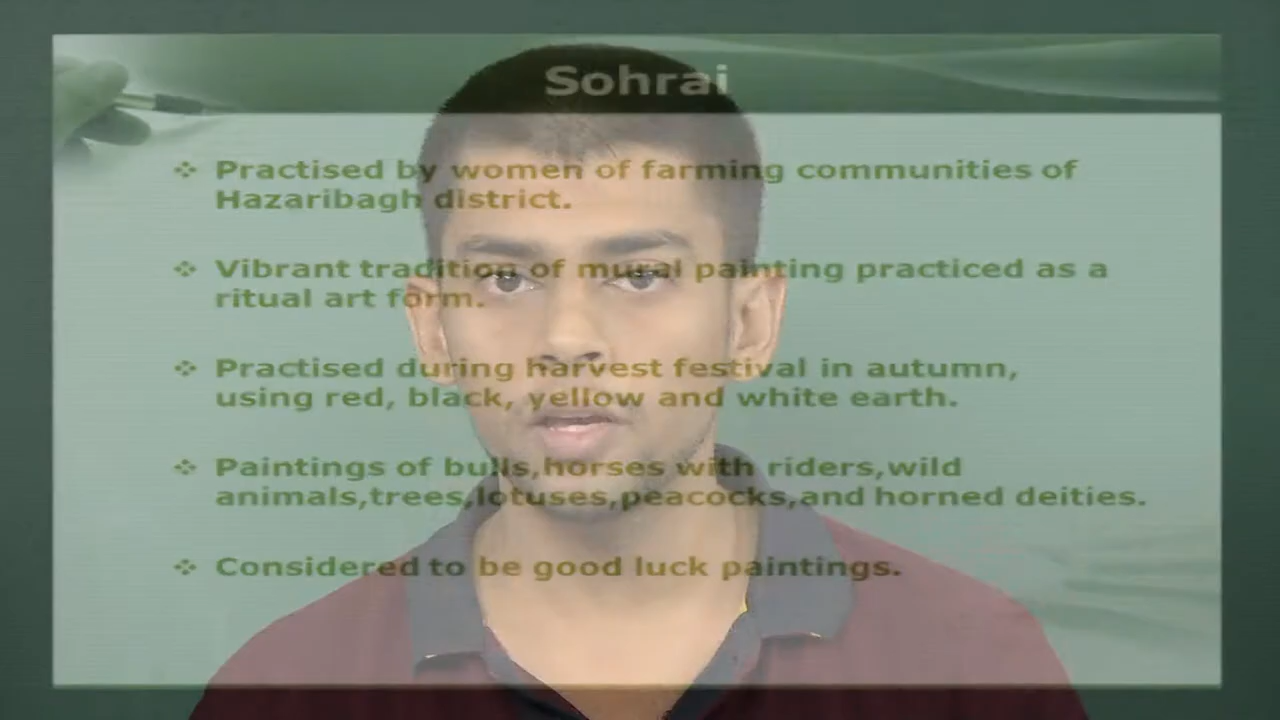 Sohrai
❖ Practised by women of farming communities of
Hazaribagh district.
❖ Vibrant tradition of mural painting practiced as a
ritual art form.
❖ Practised during harvest festival in autumn,
using red, black, yellow and white earth.
❖ Paintings of bulls,horses with riders,wild
animals,trees,lotuses,peacocks,and horned deities.
❖ Considered to be good luck paintings.